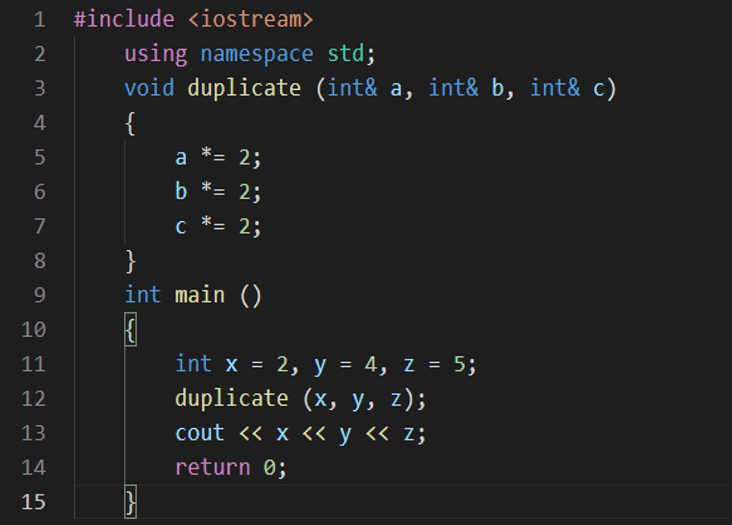 1 #include <iostream>
2     using namespace std;
3     void duplicate (int& a, int& b, int& c)
4     {
5         a *= 2;
6         b *= 2;
7         c *= 2;
8     }
9     int main ()
10     {
11         int x = 2, y = 4, z = 5;
12         duplicate (x, y, z);
13         cout << x << y << z;
14         return 0;
15     }